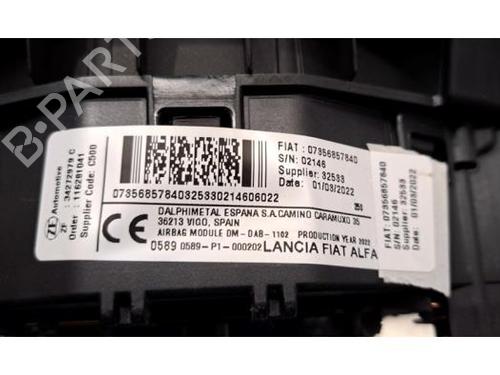 ZF Automotive
ZF : 34272979 C
Order : 116291041
Supplier Code: C500
FIAT : 07356857840
S/N: 02146
Supplier: 32533
Date: 01/03/2022
250
07356857840325330214606022
DALPHIMETAL ESPANA S.A.CAMINO CARAMUXO 35
36213 VIGO, SPAIN
AIRBAG MODULE DM-DAB-1102 PRODUCTION YEAR 2022
0589 0589-P1-000202 LANCIA FIAT ALFA
FIAT : 07356857840
S/N: 02146
Supplier: 32533
Date: 01/03/2022
B-PARTS